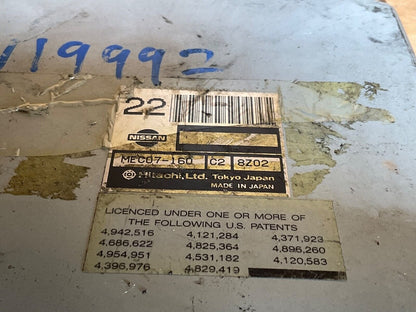 119992
22
NISSAN
MEC07-160 C2 8Z02
Hitachi, Ltd. Tokyo Japan
MADE IN JAPAN
LICENCED UNDER ONE OR MORE OF
THE FOLLOWING U.S. PATENTS
4,942,516 4,121,284 4,371,923
4,686,622 4,825,364 4,896,260
4,954,951 4,531,182 4,120,583
4,396,976 4,829,419